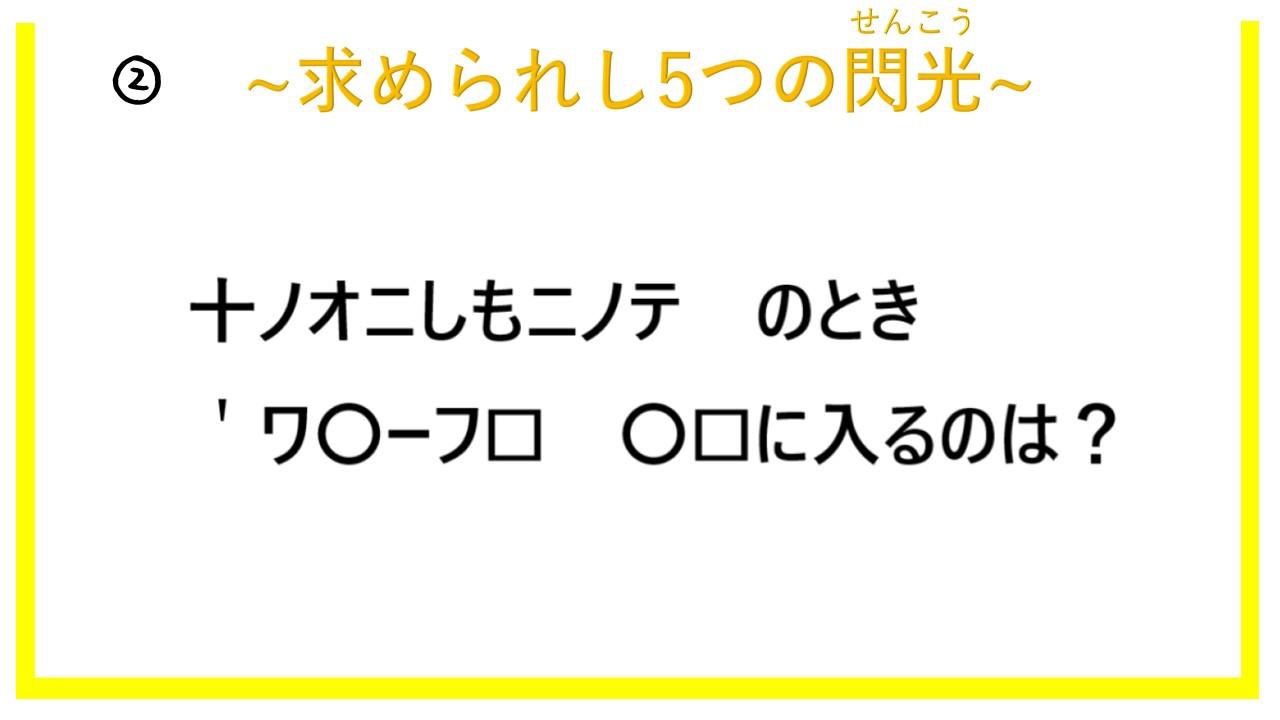 せんこう
② ~求められし5つの閃光~
十ノオニしもニノテ のとき
' ワ〇ーフ□ 〇□に入るのは？